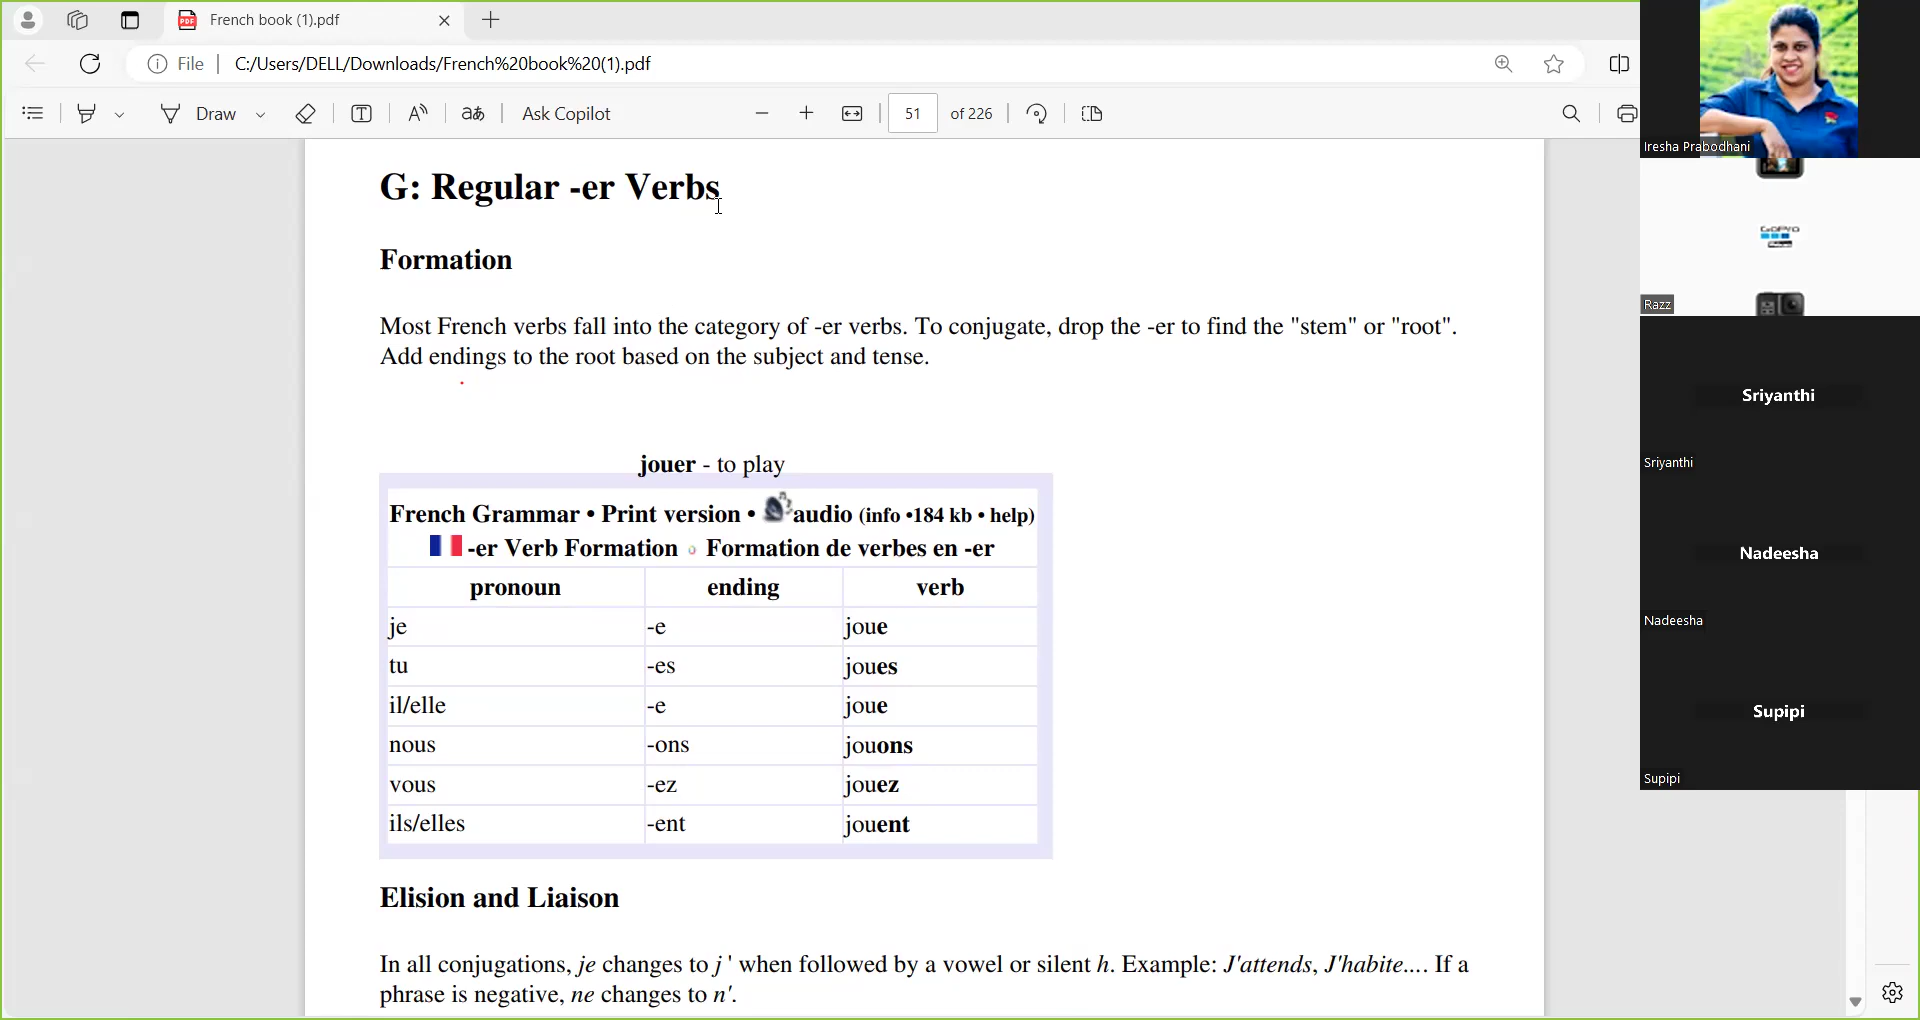 French book (1).pdf
File
C:/Users/DELL/Downloads/French%20book%20(1).pdf
Draw
Ask Copilot
51
of 226
G: Regular -er Verbs
Formation
Most French verbs fall into the category of -er verbs. To conjugate, drop the -er to find the "stem" or "root".
Add endings to the root based on the subject and tense.
jouer - to play
French Grammar • Print version • audio (info •184 kb • help)
-er Verb Formation Formation de verbes en -er
pronoun ending verb
je -e joue
tu -es joues
il/elle -e joue
nous -ons jouons
vous -ez jouez
ils/elles -ent jouent
Elision and Liaison
In all conjugations, je changes to j ' when followed by a vowel or silent h. Example: J'attends, J'habite.... If a
phrase is negative, ne changes to n'.
Iresha Prabodhani
GoPro
Razz
Sriyanthi
Sriyanthi
Nadeesha
Nadeesha
Supipi
Supipi